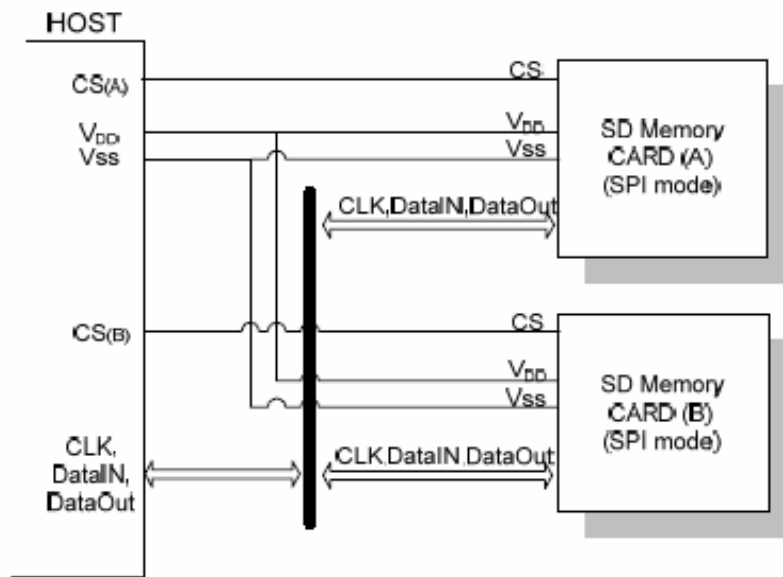 HOST
CS(A)
VDD
Vss
CS
VDD
Vss
SD Memory
CARD (A)
(SPI mode)
CLK,DataIN,DataOut
CS(B)
CS
VDD
Vss
SD Memory
CARD (B)
(SPI mode)
CLK,
DataIN,
DataOut
CLK,DataIN,DataOut